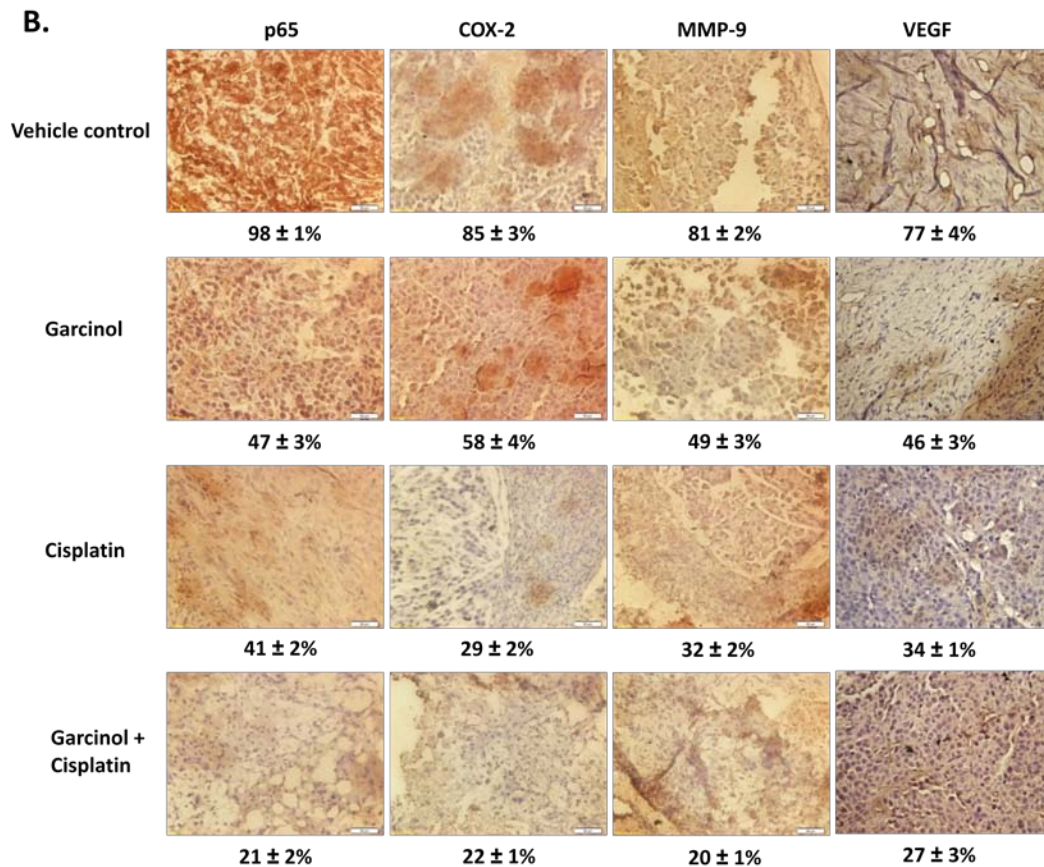 B.
p65 COX-2 MMP-9 VEGF
Vehicle control
98 ± 1% 85 ± 3% 81 ± 2% 77 ± 4%
Garcinol
47 ± 3% 58 ± 4% 49 ± 3% 46 ± 3%
Cisplatin
41 ± 2% 29 ± 2% 32 ± 2% 34 ± 1%
Garcinol +
Cisplatin
21 ± 2% 22 ± 1% 20 ± 1% 27 ± 3%